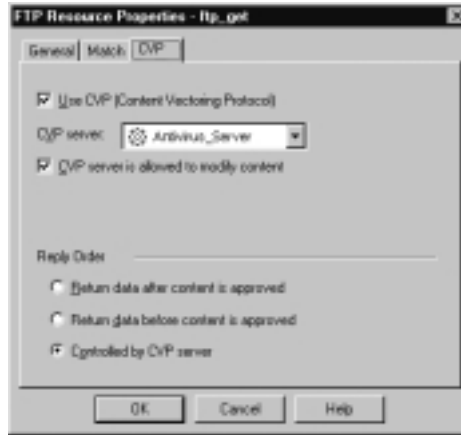 FTP Resource Properties - ftp_get
General Match CVP
Use CVP (Content Vectoring Protocol)
CVP server: Antivirus_Server
CVP server is allowed to modify content
Reply Order
Return data after content is approved
Return data before content is approved
Controlled by CVP server
OK Cancel Help